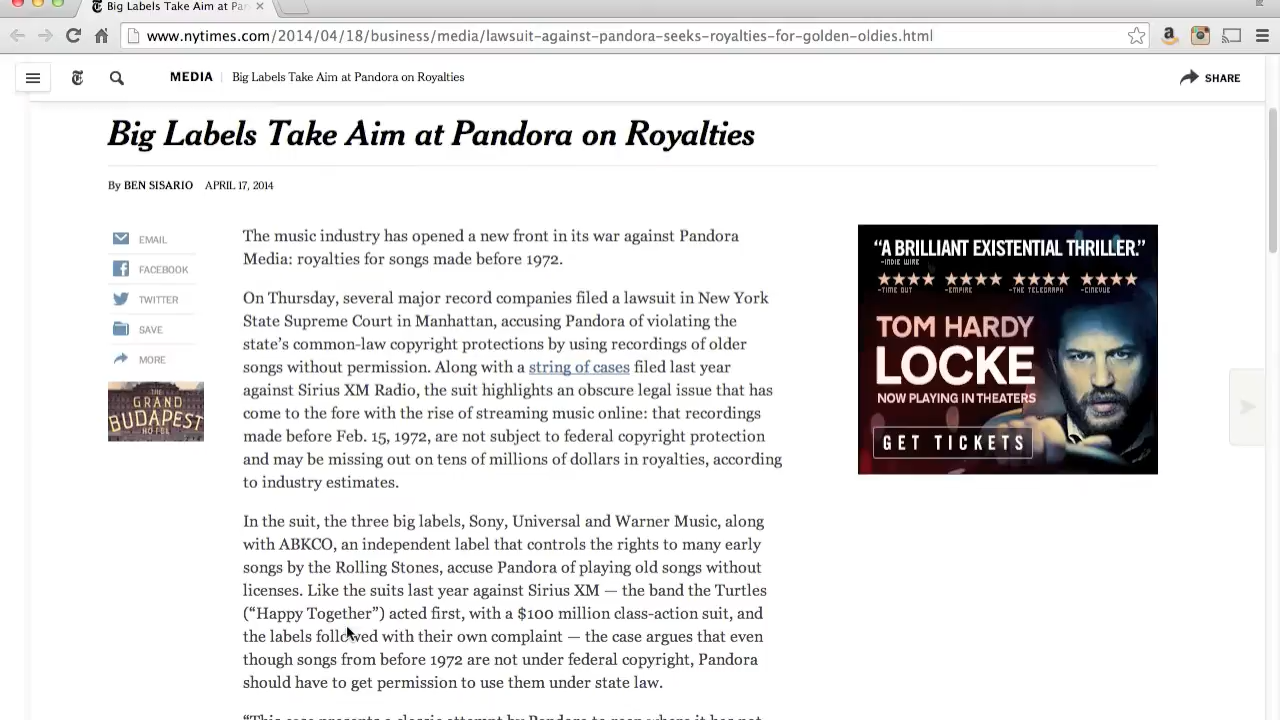 Big Labels Take Aim at Pan
www.nytimes.com/2014/04/18/business/media/lawsuit-against-pandora-seeks-royalties-for-golden-oldies.html
MEDIA Big Labels Take Aim at Pandora on Royalties
SHARE
Big Labels Take Aim at Pandora on Royalties
By BEN SISARIO APRIL 17, 2014
EMAIL
FACEBOOK
TWITTER
SAVE
MORE
THE
GRAND
BUDAPEST
HOTEL
The music industry has opened a new front in its war against Pandora
Media: royalties for songs made before 1972.
On Thursday, several major record companies filed a lawsuit in New York
State Supreme Court in Manhattan, accusing Pandora of violating the
state’s common-law copyright protections by using recordings of older
songs without permission. Along with a string of cases filed last year
against Sirius XM Radio, the suit highlights an obscure legal issue that has
come to the fore with the rise of streaming music online: that recordings
made before Feb. 15, 1972, are not subject to federal copyright protection
and may be missing out on tens of millions of dollars in royalties, according
to industry estimates.
In the suit, the three big labels, Sony, Universal and Warner Music, along
with ABKCO, an independent label that controls the rights to many early
songs by the Rolling Stones, accuse Pandora of playing old songs without
licenses. Like the suits last year against Sirius XM — the band the Turtles
(“Happy Together”) acted first, with a $100 million class-action suit, and
the labels followed with their own complaint — the case argues that even
though songs from before 1972 are not under federal copyright, Pandora
should have to get permission to use them under state law.
“This case presents a classic attempt by Pandora to reap where it has not
“A BRILLIANT EXISTENTIAL THRILLER.”
–INDIE WIRE
–TIME OUT –EMPIRE –THE TELEGRAPH –CINEVUE
TOM HARDY
LOCKE
NOW PLAYING IN THEATERS
GET TICKETS